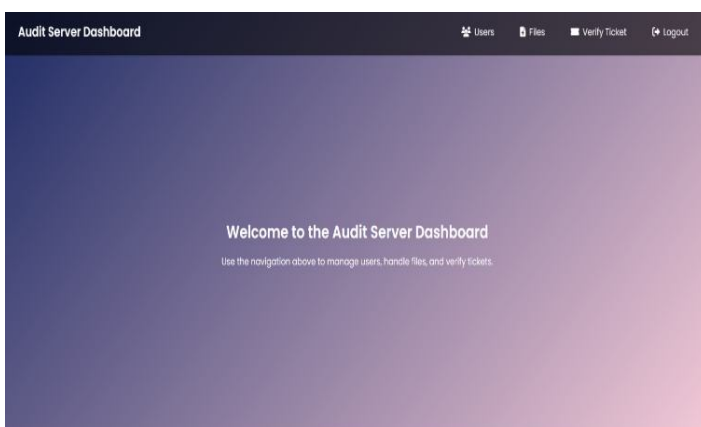 Audit Server Dashboard
Users Files Verify Ticket Logout
Welcome to the Audit Server Dashboard
Use the navigation above to manage users, handle files, and verify tickets.